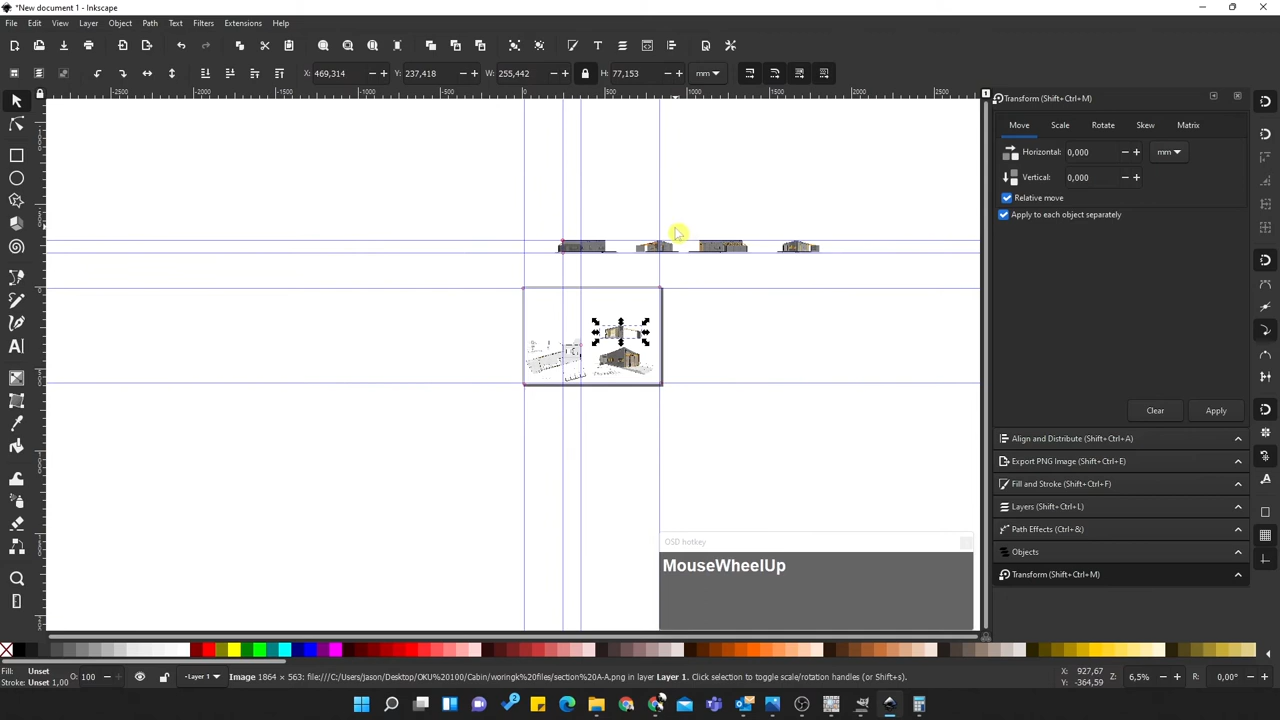 *New document 1 - Inkscape
File Edit View Layer Object Path Text Filters Extensions Help
X: 469,314 Y: 237,418 W: 255,442 H: 77,153 mm
Transform (Shift+Ctrl+M)
Move Scale Rotate Skew Matrix
Horizontal: 0,000 mm
Vertical: 0,000
Relative move
Apply to each object separately
Clear Apply
Align and Distribute (Shift+Ctrl+A)
Export PNG Image (Shift+Ctrl+E)
Fill and Stroke (Shift+Ctrl+F)
Layers (Shift+Ctrl+L)
Path Effects (Ctrl+&)
Objects
Transform (Shift+Ctrl+M)
OSD hotkey
MouseWheelUp
Fill: Unset
Stroke: Unset 1,00
O: 100
-Layer 1
Image 1864 × 563: file:///C:/Users/jason/Desktop/OKU%20100/Cabin/woringk%20files/section%20A-A.png in layer Layer 1. Click selection to toggle scale/rotation handles (or Shift+s).
X: 927,67
Y: -364,59
Z: 6,5%
R: 0,00°